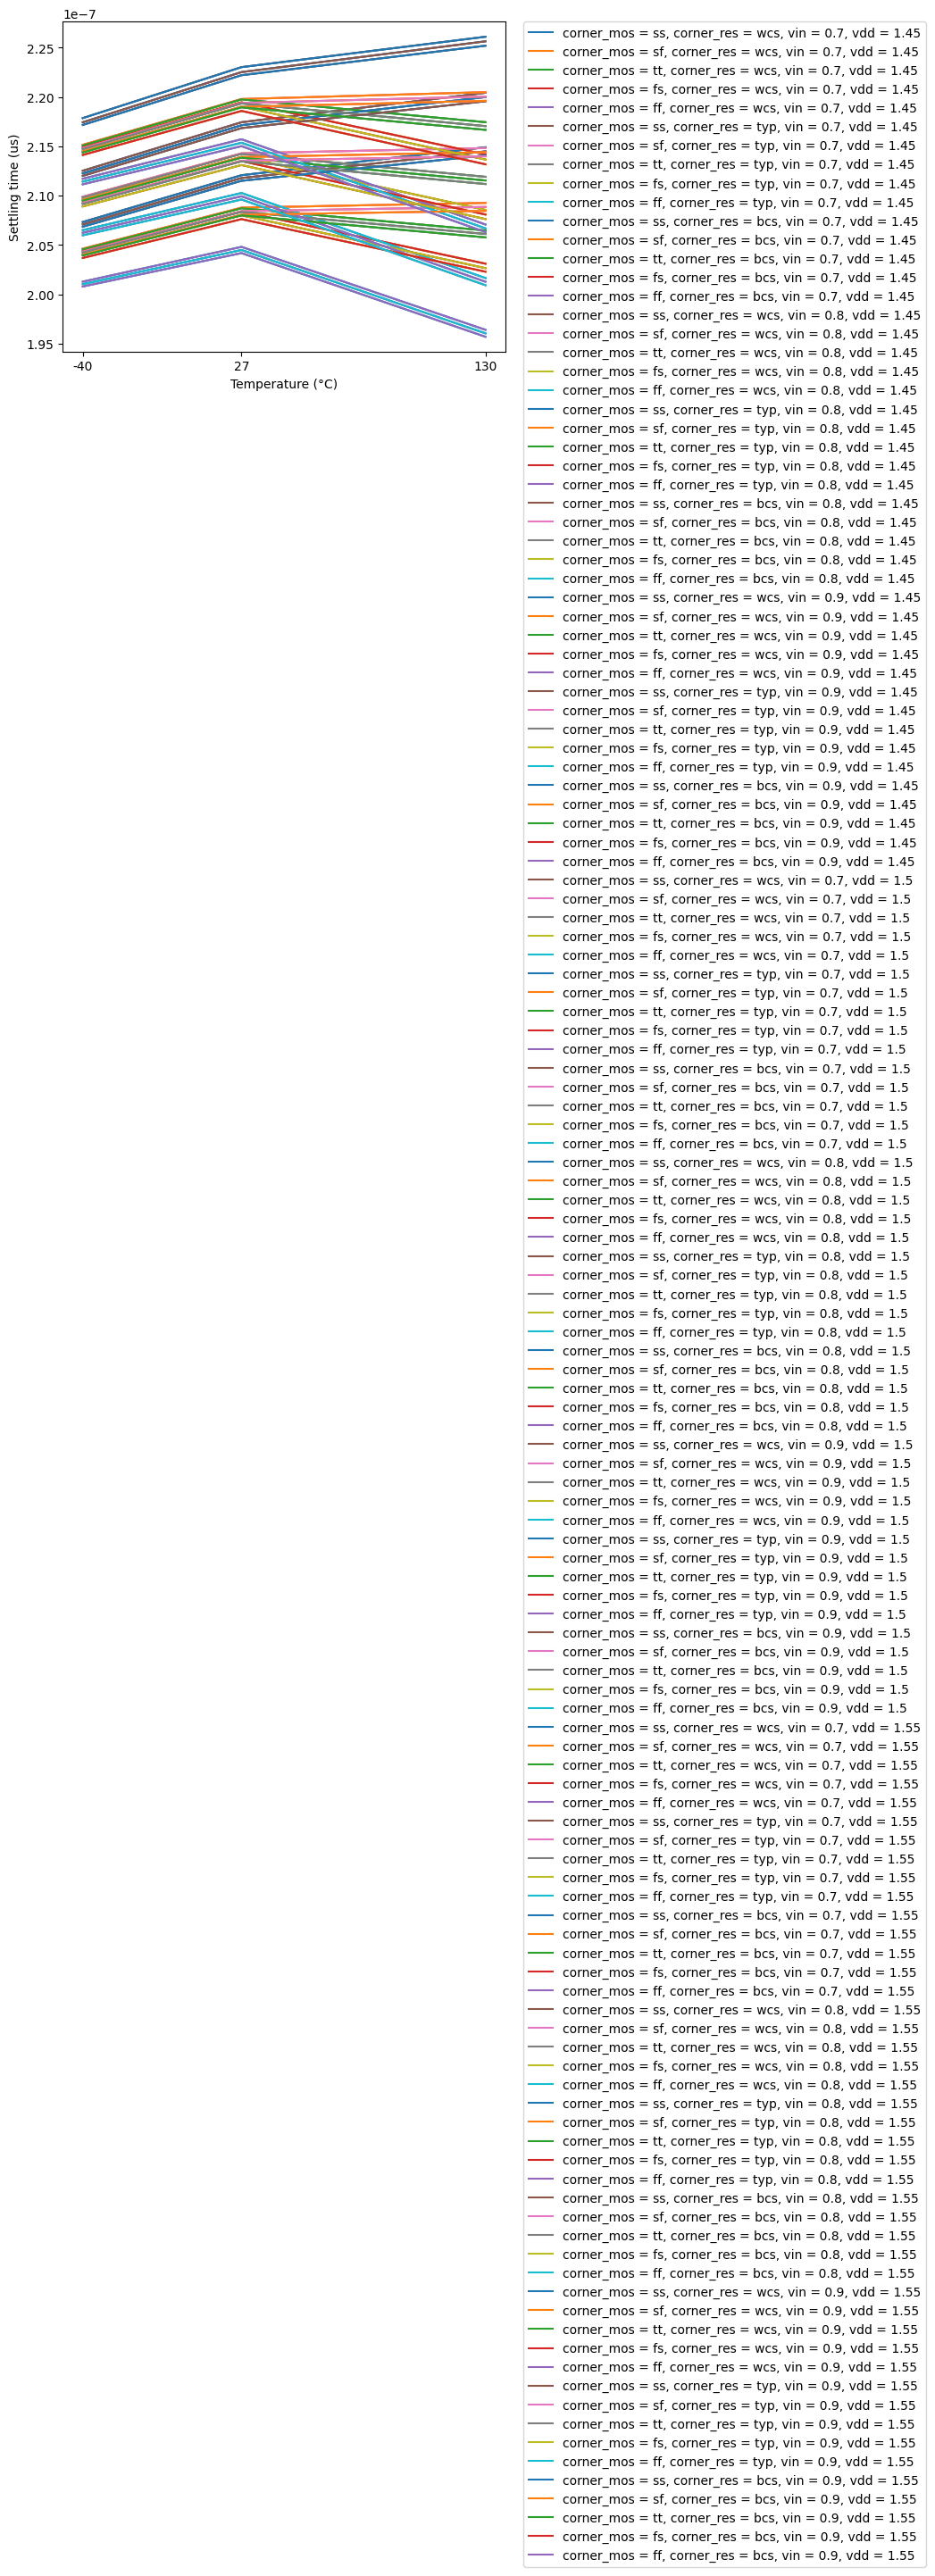 1e−7
2.25
2.20
2.15
2.10
2.05
2.00
1.95
Settling time (us)
-40
27
130
Temperature (°C)
corner_mos = ss, corner_res = wcs, vin = 0.7, vdd = 1.45
corner_mos = sf, corner_res = wcs, vin = 0.7, vdd = 1.45
corner_mos = tt, corner_res = wcs, vin = 0.7, vdd = 1.45
corner_mos = fs, corner_res = wcs, vin = 0.7, vdd = 1.45
corner_mos = ff, corner_res = wcs, vin = 0.7, vdd = 1.45
corner_mos = ss, corner_res = typ, vin = 0.7, vdd = 1.45
corner_mos = sf, corner_res = typ, vin = 0.7, vdd = 1.45
corner_mos = tt, corner_res = typ, vin = 0.7, vdd = 1.45
corner_mos = fs, corner_res = typ, vin = 0.7, vdd = 1.45
corner_mos = ff, corner_res = typ, vin = 0.7, vdd = 1.45
corner_mos = ss, corner_res = bcs, vin = 0.7, vdd = 1.45
corner_mos = sf, corner_res = bcs, vin = 0.7, vdd = 1.45
corner_mos = tt, corner_res = bcs, vin = 0.7, vdd = 1.45
corner_mos = fs, corner_res = bcs, vin = 0.7, vdd = 1.45
corner_mos = ff, corner_res = bcs, vin = 0.7, vdd = 1.45
corner_mos = ss, corner_res = wcs, vin = 0.8, vdd = 1.45
corner_mos = sf, corner_res = wcs, vin = 0.8, vdd = 1.45
corner_mos = tt, corner_res = wcs, vin = 0.8, vdd = 1.45
corner_mos = fs, corner_res = wcs, vin = 0.8, vdd = 1.45
corner_mos = ff, corner_res = wcs, vin = 0.8, vdd = 1.45
corner_mos = ss, corner_res = typ, vin = 0.8, vdd = 1.45
corner_mos = sf, corner_res = typ, vin = 0.8, vdd = 1.45
corner_mos = tt, corner_res = typ, vin = 0.8, vdd = 1.45
corner_mos = fs, corner_res = typ, vin = 0.8, vdd = 1.45
corner_mos = ff, corner_res = typ, vin = 0.8, vdd = 1.45
corner_mos = ss, corner_res = bcs, vin = 0.8, vdd = 1.45
corner_mos = sf, corner_res = bcs, vin = 0.8, vdd = 1.45
corner_mos = tt, corner_res = bcs, vin = 0.8, vdd = 1.45
corner_mos = fs, corner_res = bcs, vin = 0.8, vdd = 1.45
corner_mos = ff, corner_res = bcs, vin = 0.8, vdd = 1.45
corner_mos = ss, corner_res = wcs, vin = 0.9, vdd = 1.45
corner_mos = sf, corner_res = wcs, vin = 0.9, vdd = 1.45
corner_mos = tt, corner_res = wcs, vin = 0.9, vdd = 1.45
corner_mos = fs, corner_res = wcs, vin = 0.9, vdd = 1.45
corner_mos = ff, corner_res = wcs, vin = 0.9, vdd = 1.45
corner_mos = ss, corner_res = typ, vin = 0.9, vdd = 1.45
corner_mos = sf, corner_res = typ, vin = 0.9, vdd = 1.45
corner_mos = tt, corner_res = typ, vin = 0.9, vdd = 1.45
corner_mos = fs, corner_res = typ, vin = 0.9, vdd = 1.45
corner_mos = ff, corner_res = typ, vin = 0.9, vdd = 1.45
corner_mos = ss, corner_res = bcs, vin = 0.9, vdd = 1.45
corner_mos = sf, corner_res = bcs, vin = 0.9, vdd = 1.45
corner_mos = tt, corner_res = bcs, vin = 0.9, vdd = 1.45
corner_mos = fs, corner_res = bcs, vin = 0.9, vdd = 1.45
corner_mos = ff, corner_res = bcs, vin = 0.9, vdd = 1.45
corner_mos = ss, corner_res = wcs, vin = 0.7, vdd = 1.5
corner_mos = sf, corner_res = wcs, vin = 0.7, vdd = 1.5
corner_mos = tt, corner_res = wcs, vin = 0.7, vdd = 1.5
corner_mos = fs, corner_res = wcs, vin = 0.7, vdd = 1.5
corner_mos = ff, corner_res = wcs, vin = 0.7, vdd = 1.5
corner_mos = ss, corner_res = typ, vin = 0.7, vdd = 1.5
corner_mos = sf, corner_res = typ, vin = 0.7, vdd = 1.5
corner_mos = tt, corner_res = typ, vin = 0.7, vdd = 1.5
corner_mos = fs, corner_res = typ, vin = 0.7, vdd = 1.5
corner_mos = ff, corner_res = typ, vin = 0.7, vdd = 1.5
corner_mos = ss, corner_res = bcs, vin = 0.7, vdd = 1.5
corner_mos = sf, corner_res = bcs, vin = 0.7, vdd = 1.5
corner_mos = tt, corner_res = bcs, vin = 0.7, vdd = 1.5
corner_mos = fs, corner_res = bcs, vin = 0.7, vdd = 1.5
corner_mos = ff, corner_res = bcs, vin = 0.7, vdd = 1.5
corner_mos = ss, corner_res = wcs, vin = 0.8, vdd = 1.5
corner_mos = sf, corner_res = wcs, vin = 0.8, vdd = 1.5
corner_mos = tt, corner_res = wcs, vin = 0.8, vdd = 1.5
corner_mos = fs, corner_res = wcs, vin = 0.8, vdd = 1.5
corner_mos = ff, corner_res = wcs, vin = 0.8, vdd = 1.5
corner_mos = ss, corner_res = typ, vin = 0.8, vdd = 1.5
corner_mos = sf, corner_res = typ, vin = 0.8, vdd = 1.5
corner_mos = tt, corner_res = typ, vin = 0.8, vdd = 1.5
corner_mos = fs, corner_res = typ, vin = 0.8, vdd = 1.5
corner_mos = ff, corner_res = typ, vin = 0.8, vdd = 1.5
corner_mos = ss, corner_res = bcs, vin = 0.8, vdd = 1.5
corner_mos = sf, corner_res = bcs, vin = 0.8, vdd = 1.5
corner_mos = tt, corner_res = bcs, vin = 0.8, vdd = 1.5
corner_mos = fs, corner_res = bcs, vin = 0.8, vdd = 1.5
corner_mos = ff, corner_res = bcs, vin = 0.8, vdd = 1.5
corner_mos = ss, corner_res = wcs, vin = 0.9, vdd = 1.5
corner_mos = sf, corner_res = wcs, vin = 0.9, vdd = 1.5
corner_mos = tt, corner_res = wcs, vin = 0.9, vdd = 1.5
corner_mos = fs, corner_res = wcs, vin = 0.9, vdd = 1.5
corner_mos = ff, corner_res = wcs, vin = 0.9, vdd = 1.5
corner_mos = ss, corner_res = typ, vin = 0.9, vdd = 1.5
corner_mos = sf, corner_res = typ, vin = 0.9, vdd = 1.5
corner_mos = tt, corner_res = typ, vin = 0.9, vdd = 1.5
corner_mos = fs, corner_res = typ, vin = 0.9, vdd = 1.5
corner_mos = ff, corner_res = typ, vin = 0.9, vdd = 1.5
corner_mos = ss, corner_res = bcs, vin = 0.9, vdd = 1.5
corner_mos = sf, corner_res = bcs, vin = 0.9, vdd = 1.5
corner_mos = tt, corner_res = bcs, vin = 0.9, vdd = 1.5
corner_mos = fs, corner_res = bcs, vin = 0.9, vdd = 1.5
corner_mos = ff, corner_res = bcs, vin = 0.9, vdd = 1.5
corner_mos = ss, corner_res = wcs, vin = 0.7, vdd = 1.55
corner_mos = sf, corner_res = wcs, vin = 0.7, vdd = 1.55
corner_mos = tt, corner_res = wcs, vin = 0.7, vdd = 1.55
corner_mos = fs, corner_res = wcs, vin = 0.7, vdd = 1.55
corner_mos = ff, corner_res = wcs, vin = 0.7, vdd = 1.55
corner_mos = ss, corner_res = typ, vin = 0.7, vdd = 1.55
corner_mos = sf, corner_res = typ, vin = 0.7, vdd = 1.55
corner_mos = tt, corner_res = typ, vin = 0.7, vdd = 1.55
corner_mos = fs, corner_res = typ, vin = 0.7, vdd = 1.55
corner_mos = ff, corner_res = typ, vin = 0.7, vdd = 1.55
corner_mos = ss, corner_res = bcs, vin = 0.7, vdd = 1.55
corner_mos = sf, corner_res = bcs, vin = 0.7, vdd = 1.55
corner_mos = tt, corner_res = bcs, vin = 0.7, vdd = 1.55
corner_mos = fs, corner_res = bcs, vin = 0.7, vdd = 1.55
corner_mos = ff, corner_res = bcs, vin = 0.7, vdd = 1.55
corner_mos = ss, corner_res = wcs, vin = 0.8, vdd = 1.55
corner_mos = sf, corner_res = wcs, vin = 0.8, vdd = 1.55
corner_mos = tt, corner_res = wcs, vin = 0.8, vdd = 1.55
corner_mos = fs, corner_res = wcs, vin = 0.8, vdd = 1.55
corner_mos = ff, corner_res = wcs, vin = 0.8, vdd = 1.55
corner_mos = ss, corner_res = typ, vin = 0.8, vdd = 1.55
corner_mos = sf, corner_res = typ, vin = 0.8, vdd = 1.55
corner_mos = tt, corner_res = typ, vin = 0.8, vdd = 1.55
corner_mos = fs, corner_res = typ, vin = 0.8, vdd = 1.55
corner_mos = ff, corner_res = typ, vin = 0.8, vdd = 1.55
corner_mos = ss, corner_res = bcs, vin = 0.8, vdd = 1.55
corner_mos = sf, corner_res = bcs, vin = 0.8, vdd = 1.55
corner_mos = tt, corner_res = bcs, vin = 0.8, vdd = 1.55
corner_mos = fs, corner_res = bcs, vin = 0.8, vdd = 1.55
corner_mos = ff, corner_res = bcs, vin = 0.8, vdd = 1.55
corner_mos = ss, corner_res = wcs, vin = 0.9, vdd = 1.55
corner_mos = sf, corner_res = wcs, vin = 0.9, vdd = 1.55
corner_mos = tt, corner_res = wcs, vin = 0.9, vdd = 1.55
corner_mos = fs, corner_res = wcs, vin = 0.9, vdd = 1.55
corner_mos = ff, corner_res = wcs, vin = 0.9, vdd = 1.55
corner_mos = ss, corner_res = typ, vin = 0.9, vdd = 1.55
corner_mos = sf, corner_res = typ, vin = 0.9, vdd = 1.55
corner_mos = tt, corner_res = typ, vin = 0.9, vdd = 1.55
corner_mos = fs, corner_res = typ, vin = 0.9, vdd = 1.55
corner_mos = ff, corner_res = typ, vin = 0.9, vdd = 1.55
corner_mos = ss, corner_res = bcs, vin = 0.9, vdd = 1.55
corner_mos = sf, corner_res = bcs, vin = 0.9, vdd = 1.55
corner_mos = tt, corner_res = bcs, vin = 0.9, vdd = 1.55
corner_mos = fs, corner_res = bcs, vin = 0.9, vdd = 1.55
corner_mos = ff, corner_res = bcs, vin = 0.9, vdd = 1.55